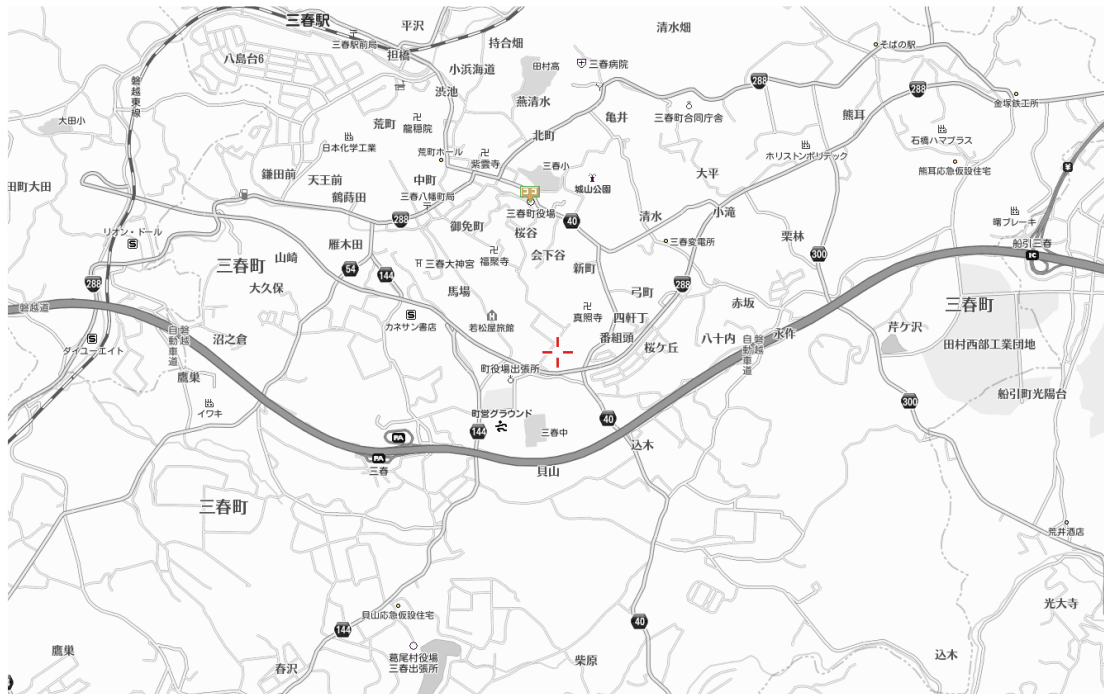 三春駅
平沢
清水畑
三春駅前局
持合畑
担橋
そばの駅
八島台6
小浜海道
田村高
三春病院
288
磐越東線
渋池
燕清水
288
金塚鉄工所
大田小
荒町
龍穏院
亀井
三春町合同庁舎
熊耳
日本化学工業
北町
石橋ハマプラス
荒町ホール
紫雲寺
三春小
ホリストンポリテック
鎌田前
天王前
中町
城山公園
大平
熊耳応急仮設住宅
田町大田
鶴蒔田
三春八幡町局
ココ
三春町役場
清水
小滝
曙ブレーキ
288
御免町
桜谷
40
リオン・ドール
雁木田
三春変電所
栗林
船引三春
IC
山崎
福聚寺
会下谷
300
三春町
54
144
三春大神宮
新町
288
大久保
馬場
弓町
288
三春町
磐越道
赤坂
若松屋旅館
真照寺
四軒丁
カネサン書店
番組頭
八十内
永作
芹ケ沢
ダイユーエイト
磐越
自動車道
沼之倉
桜ケ丘
磐越
自動車道
田村西部工業団地
鷹巣
町役場出張所
船引町光陽台
イワキ
町営グラウンド
40
300
PA
144
三春中
込木
PA
三春
貝山
三春町
荒井酒店
貝山応急仮設住宅
光大寺
144
40
鷹巣
葛尾村役場
三春出張所
春沢
柴原
込木